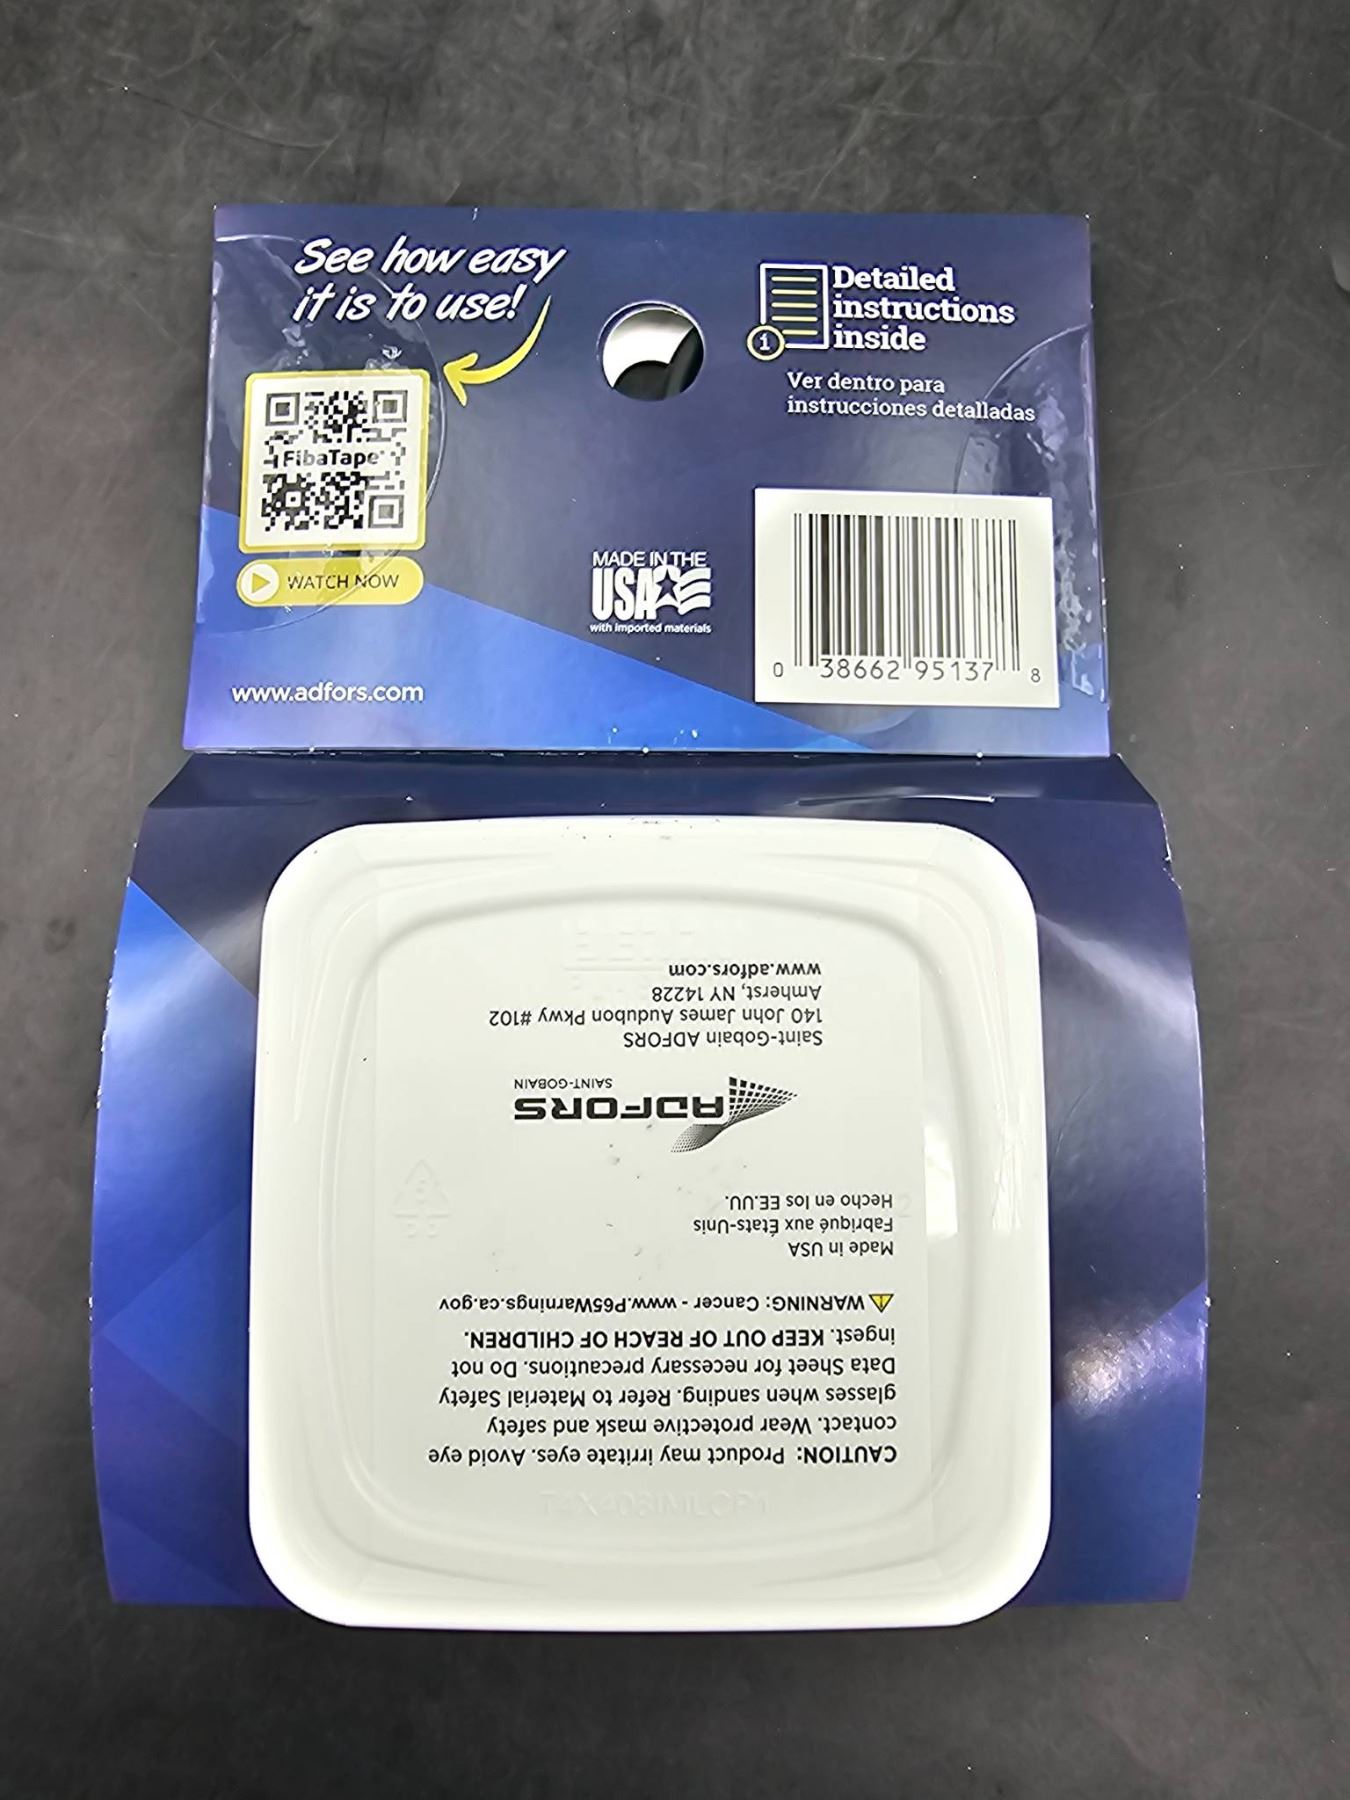 See how easy
it is to use!
FibaTape®
WATCH NOW
www.adfors.com
MADE IN THE
USA
with imported materials
Detailed
instructions
inside
i
Ver dentro para
instrucciones detalladas
0 38662 95137 8
CAUTION: Product may irritate eyes. Avoid eye
contact. Wear protective mask and safety
glasses when sanding. Refer to Material Safety
Data Sheet for necessary precautions. Do not
ingest. KEEP OUT OF REACH OF CHILDREN.
WARNING: Cancer - www.P65Warnings.ca.gov
Made in USA
Fabriqué aux États-Unis
Hecho en los EE.UU.
ADFORS
SAINT-GOBAIN
Saint-Gobain ADFORS
140 John James Audubon Pkwy #102
Amherst, NY 14228
www.adfors.com